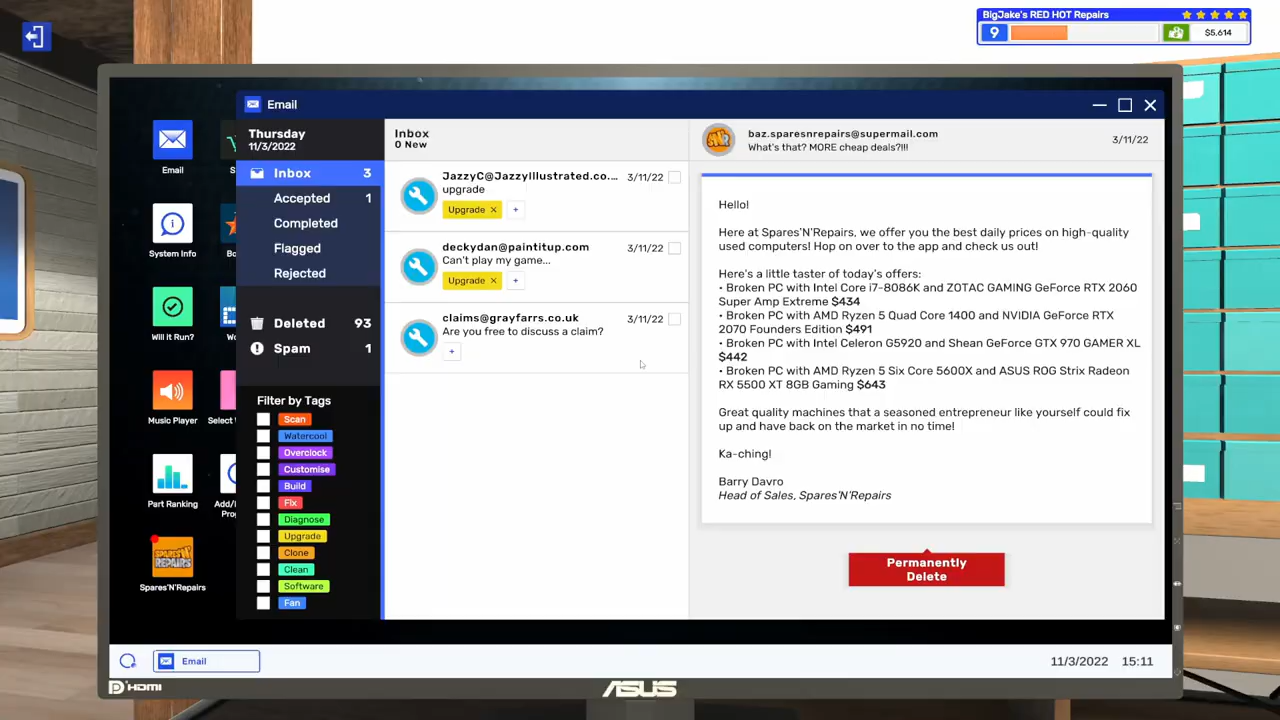 BigJake's RED HOT Repairs
9
$5,614
Email
Thursday
11/3/2022
Inbox 3
Accepted 1
Completed
Flagged
Rejected
Deleted 93
Spam 1
Filter by Tags
Scan
Watercool
Overclock
Customise
Build
Fix
Diagnose
Upgrade
Clone
Clean
Software
Fan
Inbox
0 New
JazzyC@JazzyIllustrated.co... 3/11/22
upgrade
Upgrade × +
deckydan@paintitup.com 3/11/22
Can't play my game...
Upgrade × +
claims@grayfarrs.co.uk 3/11/22
Are you free to discuss a claim?
+
baz.sparesnrepairs@supermail.com 3/11/22
What's that? MORE cheap deals?!!!
Hello!
Here at Spares'N'Repairs, we offer you the best daily prices on high-quality
used computers! Hop on over to the app and check us out!
Here's a little taster of today's offers:
• Broken PC with Intel Core i7-8086K and ZOTAC GAMING GeForce RTX 2060
Super Amp Extreme $434
• Broken PC with AMD Ryzen 5 Quad Core 1400 and NVIDIA GeForce RTX
2070 Founders Edition $491
• Broken PC with Intel Celeron G5920 and Shean GeForce GTX 970 GAMER XL
$442
• Broken PC with AMD Ryzen 5 Six Core 5600X and ASUS ROG Strix Radeon
RX 5500 XT 8GB Gaming $643
Great quality machines that a seasoned entrepreneur like yourself could fix
up and have back on the market in no time!
Ka-ching!
Barry Davro
Head of Sales, Spares'N'Repairs
Permanently
Delete
Email
System Info
Will it Run?
Music Player
Select
Part Ranking
Add/
Spares'N'Repairs
Email
11/3/2022 15:11
HDMI
ASUS